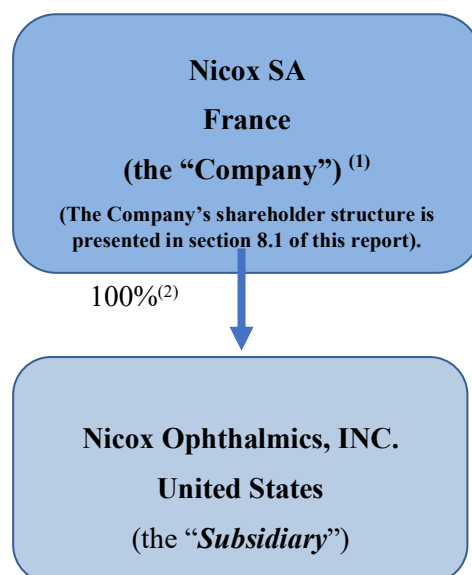 Nicox SA
France
(the “Company”) (1)
(The Company’s shareholder structure is
presented in section 8.1 of this report).
100%(2)
Nicox Ophthalmics, INC.
United States
(the “Subsidiary”)